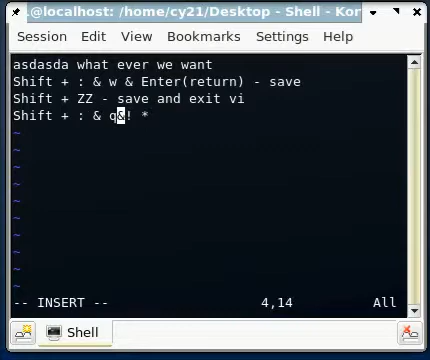 @localhost: /home/cy21/Desktop - Shell - Kor
Session Edit View Bookmarks Settings Help
asdasda what ever we want
Shift + : & w & Enter(return) - save
Shift + ZZ - save and exit vi
Shift + : & q&! *
~
~
~
~
~
~
~
~
~
~
-- INSERT -- 4,14 All
Shell